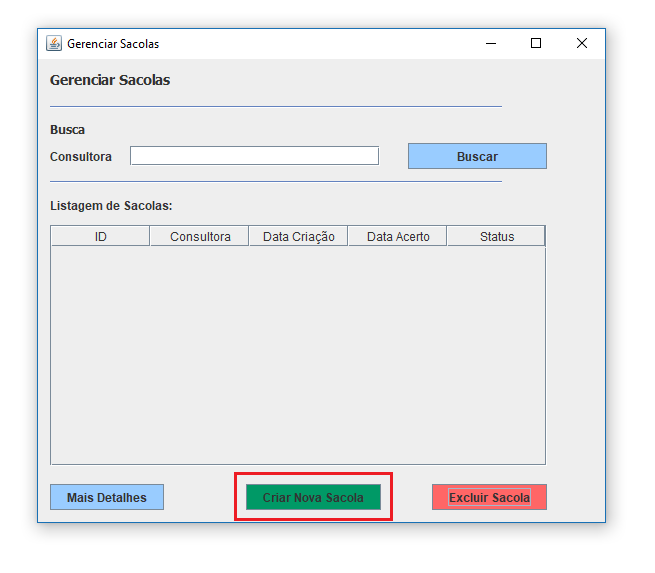 Gerenciar Sacolas
Gerenciar Sacolas
Busca
Consultora
Buscar
Listagem de Sacolas:
ID Consultora Data Criação Data Acerto Status
Mais Detalhes Criar Nova Sacola Excluir Sacola